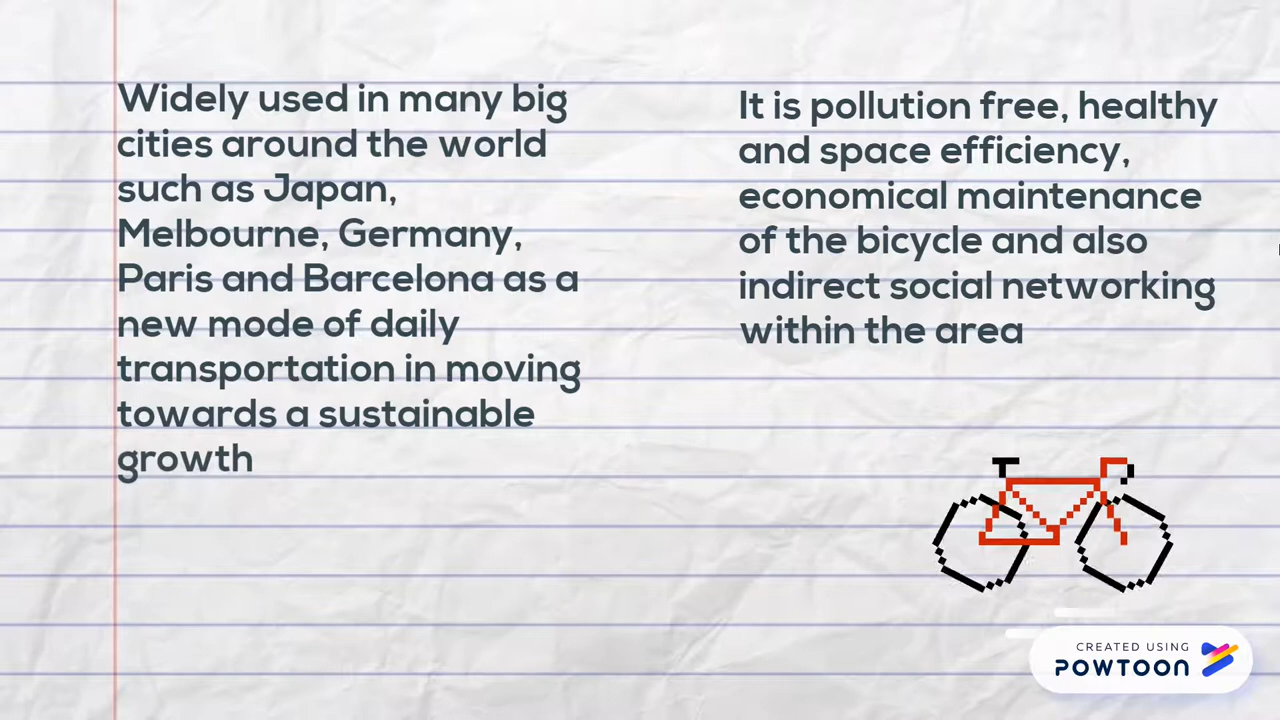 Widely used in many big
cities around the world
such as Japan,
Melbourne, Germany,
Paris and Barcelona as a
new mode of daily
transportation in moving
towards a sustainable
growth
It is pollution free, healthy
and space efficiency,
economical maintenance
of the bicycle and also
indirect social networking
within the area
CREATED USING
POWTOON